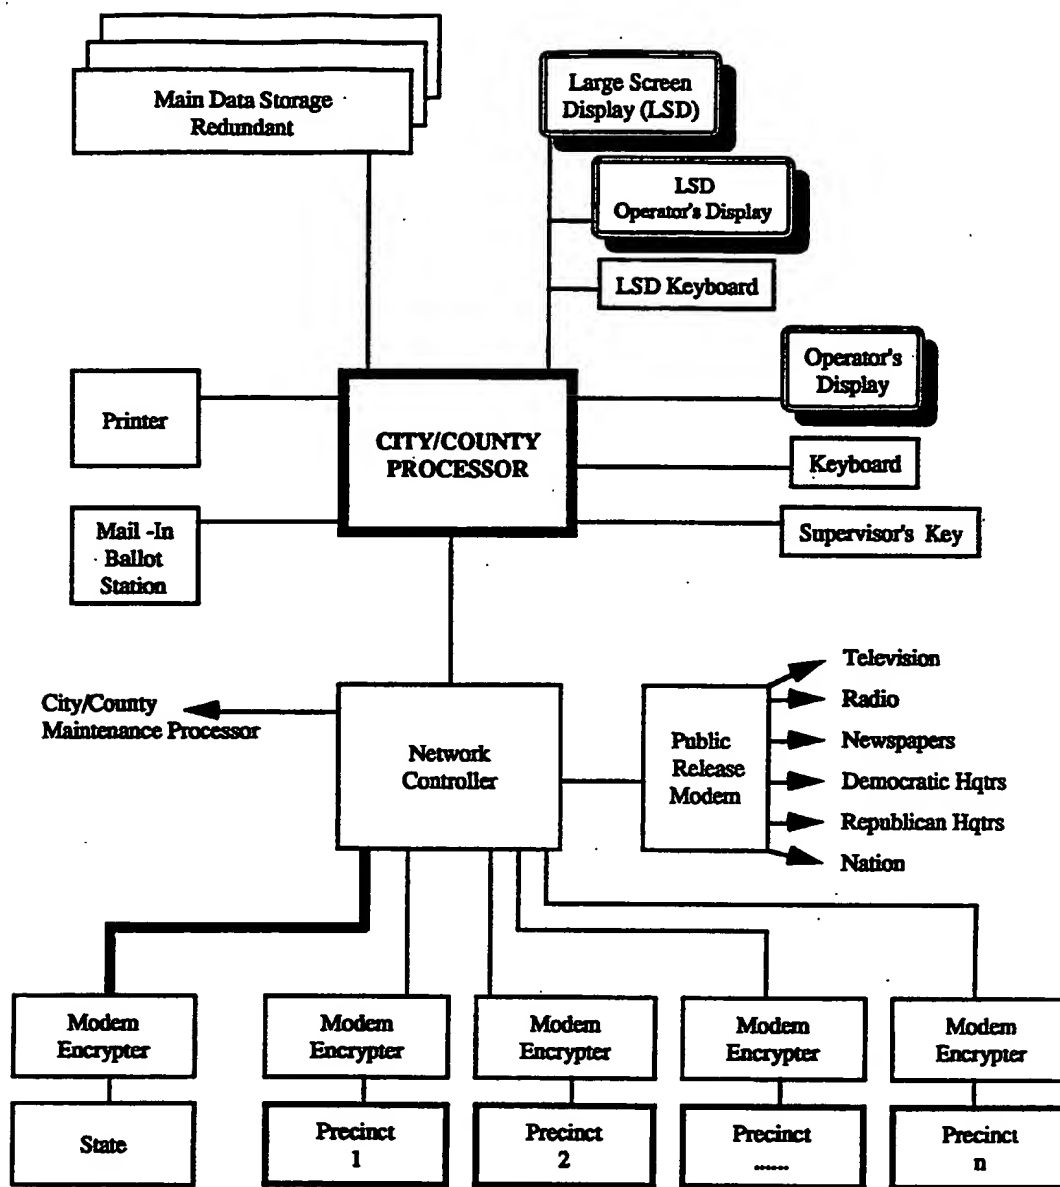 Main Data Storage
Redundant
Large Screen
Display (LSD)
LSD
Operator's Display
LSD Keyboard
Operator's
Display
Printer
CITY/COUNTY
PROCESSOR
Keyboard
Mail -In
Ballot
Station
Supervisor's Key
City/County
Maintenance Processor
Network
Controller
Public
Release
Modem
Television
Radio
Newspapers
Democratic Hqtrs
Republican Hqtrs
Nation
Modem
Encrypter
Modem
Encrypter
Modem
Encrypter
Modem
Encrypter
Modem
Encrypter
State
Precinct
1
Precinct
2
Precinct
......
Precinct
n